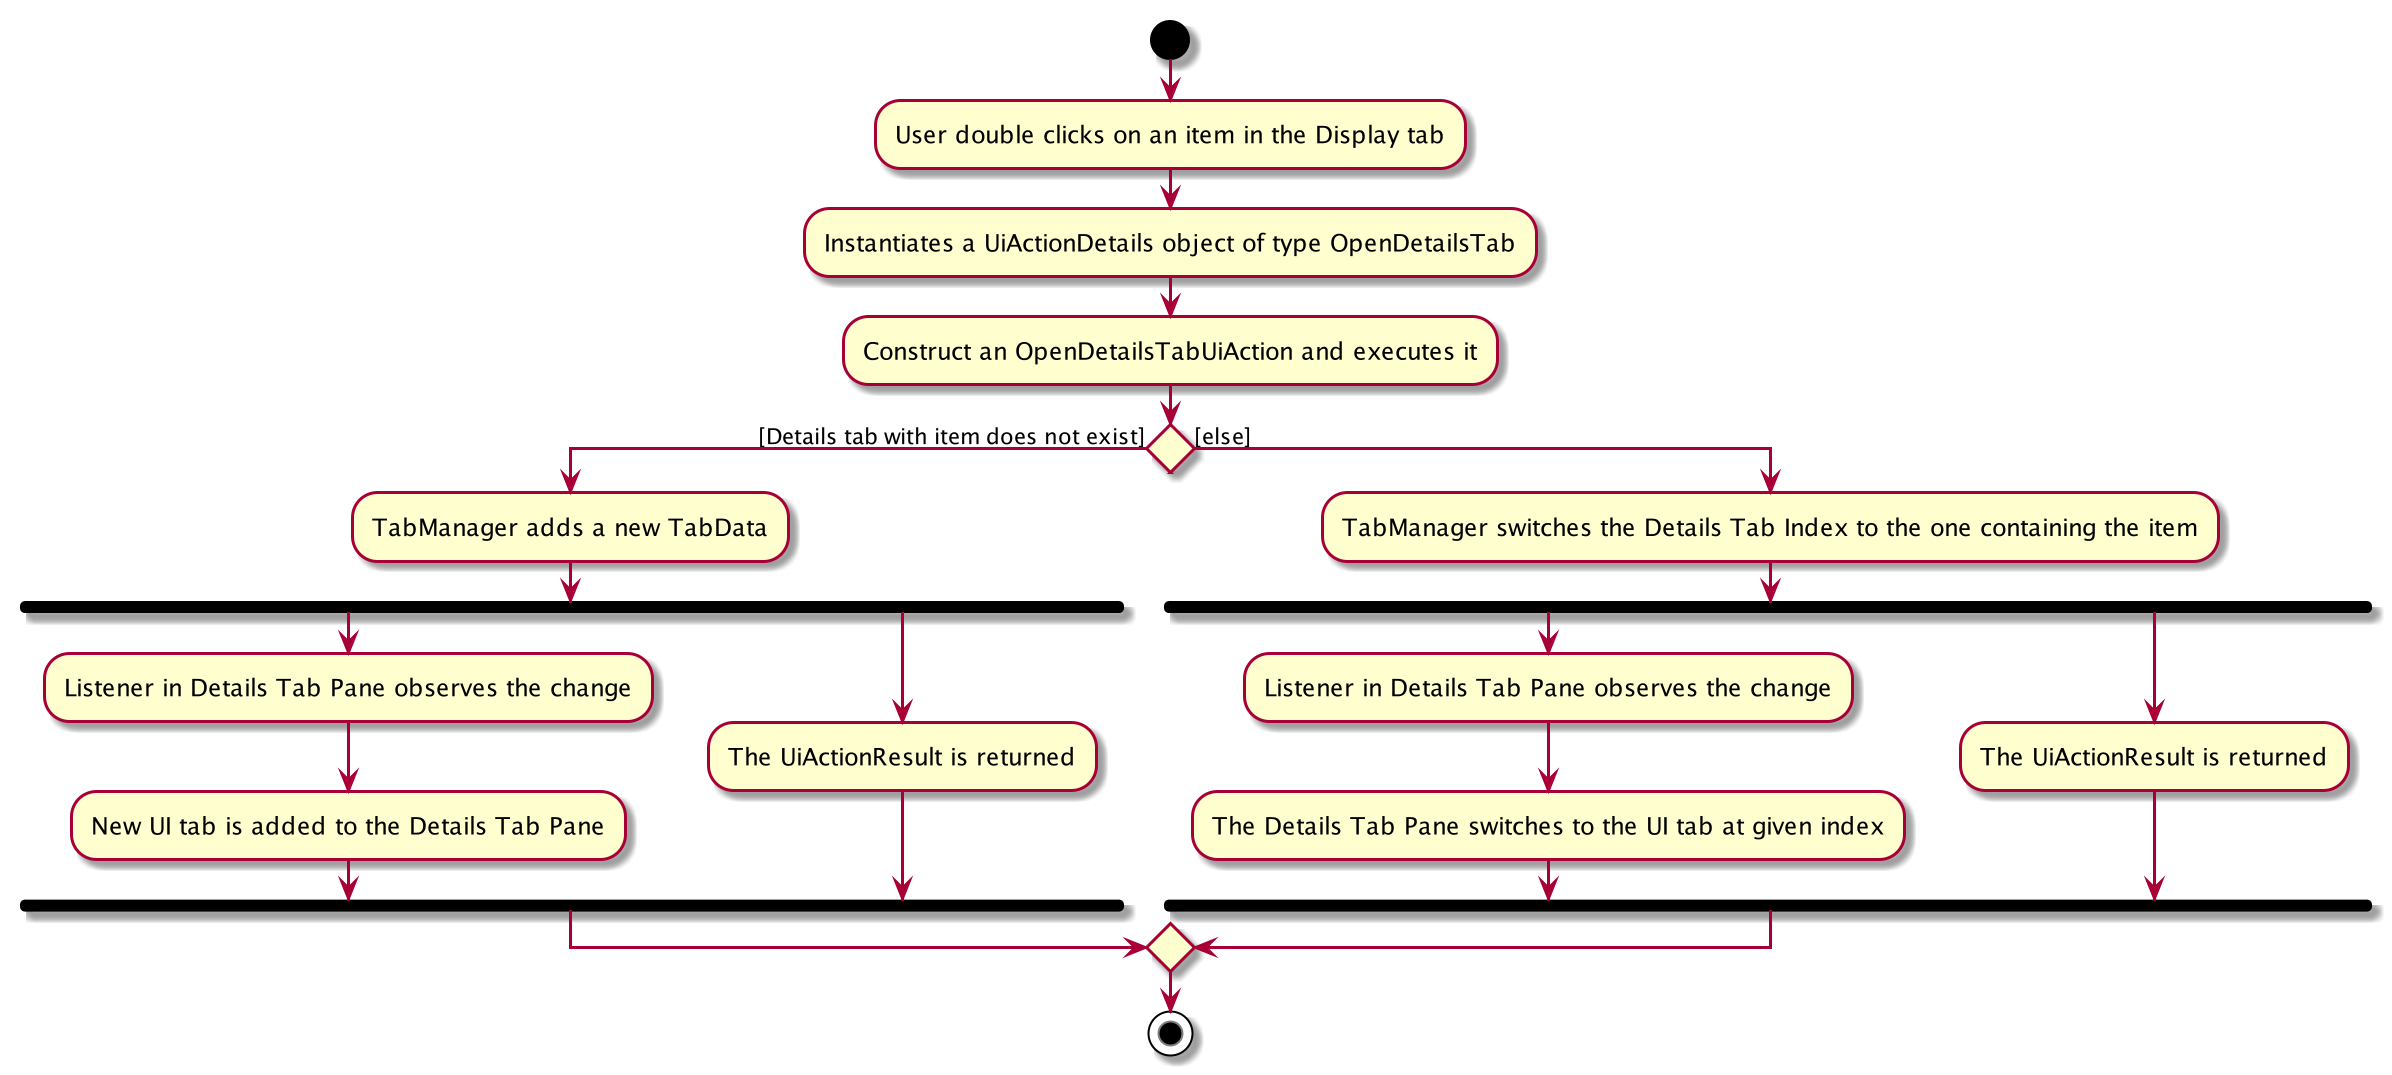 User double clicks on an item in the Display tab
Instantiates a UiActionDetails object of type OpenDetailsTab
Construct an OpenDetailsTabUiAction and executes it
[Details tab with item does not exist]
[else]
TabManager adds a new TabData
TabManager switches the Details Tab Index to the one containing the item
Listener in Details Tab Pane observes the change
The UiActionResult is returned
New UI tab is added to the Details Tab Pane
Listener in Details Tab Pane observes the change
The UiActionResult is returned
The Details Tab Pane switches to the UI tab at given index